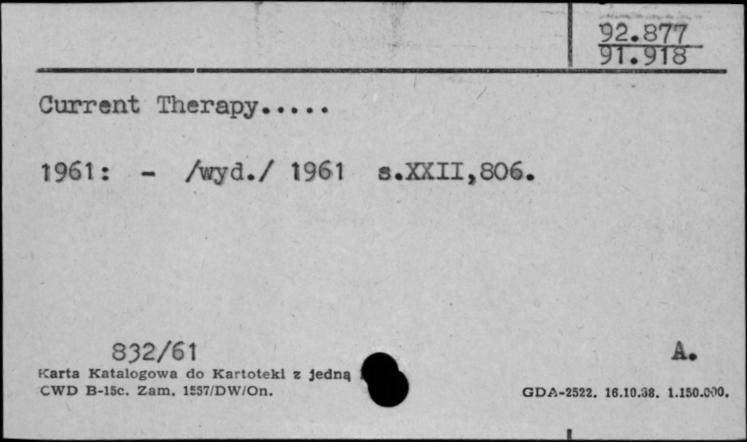 92.877
91.918
Current Therapy.....
1961: - /wyd./ 1961 s.XXII,806.
832/61
A.
Karta Katalogowa do Kartoteki z jedną
CWD B-15c. Zam. 1557/DW/On.
GDA-2522. 16.10.38. 1.150.000.